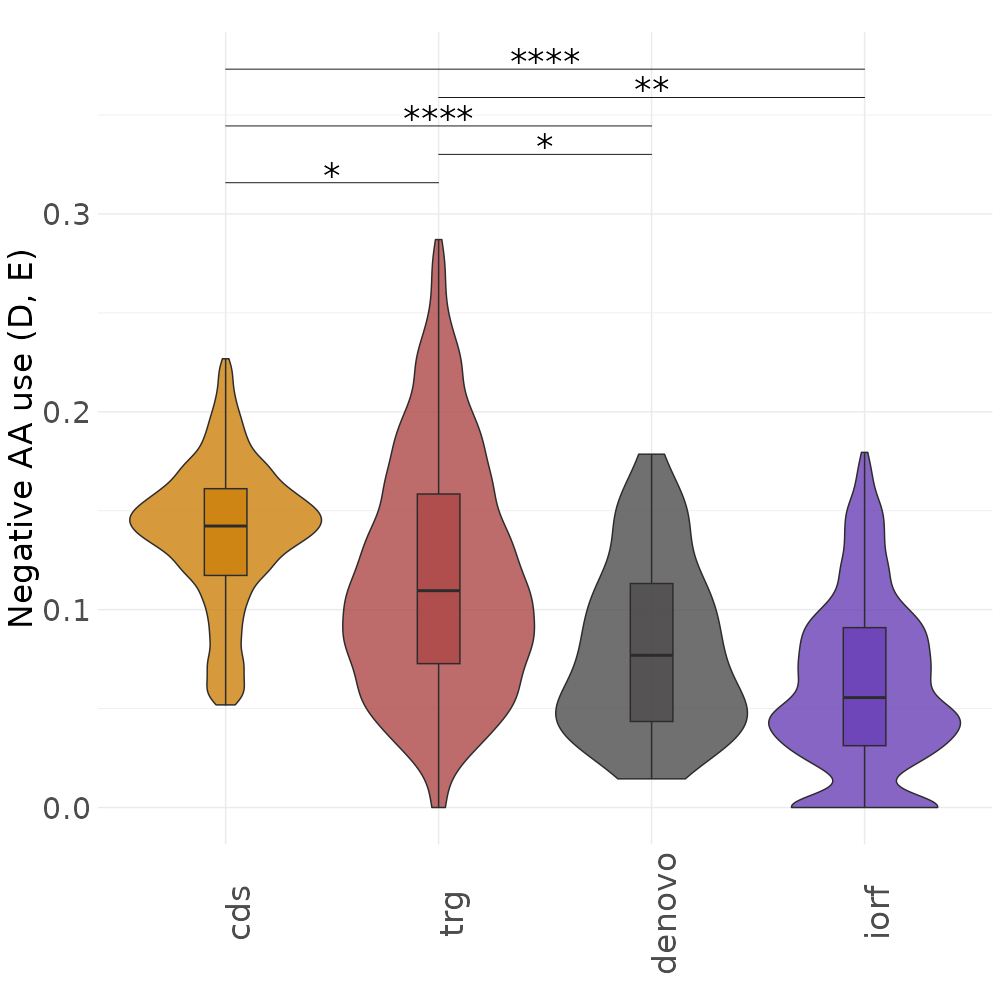 ****
**
****
*
*
0.3
0.2
0.1
0.0
Negative AA use (D, E)
cds
trg
denovo
iorf